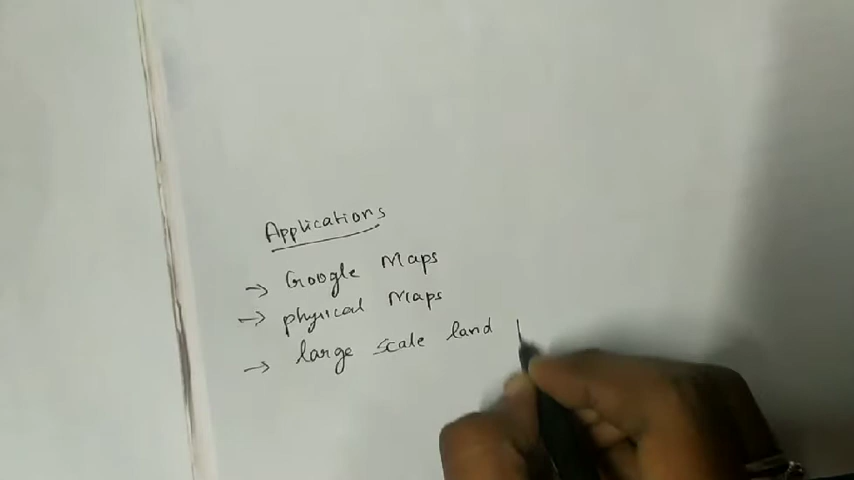 Applications
→ Google Maps
→ physical Maps
→ large scale land